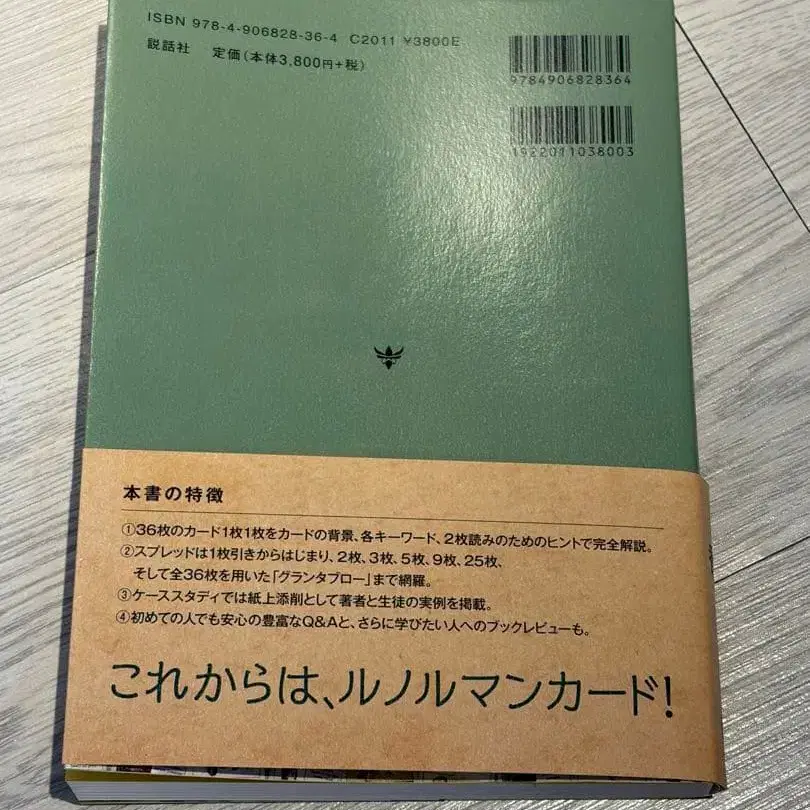 ISBN 978-4-906828-36-4 C2011 ¥3800E
説話社 定価(本体3,800円+税)
9784906828364
1922011038003
本書の特徴
①36枚のカード1枚1枚をカードの背景、各キーワード、2枚読みのためのヒントで完全解説。
②スプレッドは1枚引きからはじまり、2枚、3枚、5枚、9枚、25枚、
そして全36枚を用いた「グランタブロー」まで網羅。
③ケーススタディでは紙上添削として著者と生徒の実例を掲載。
④初めての人でも安心の豊富なQ&Aと、さらに学びたい人へのブックレビューも。
これからは、ルノルマンカード!